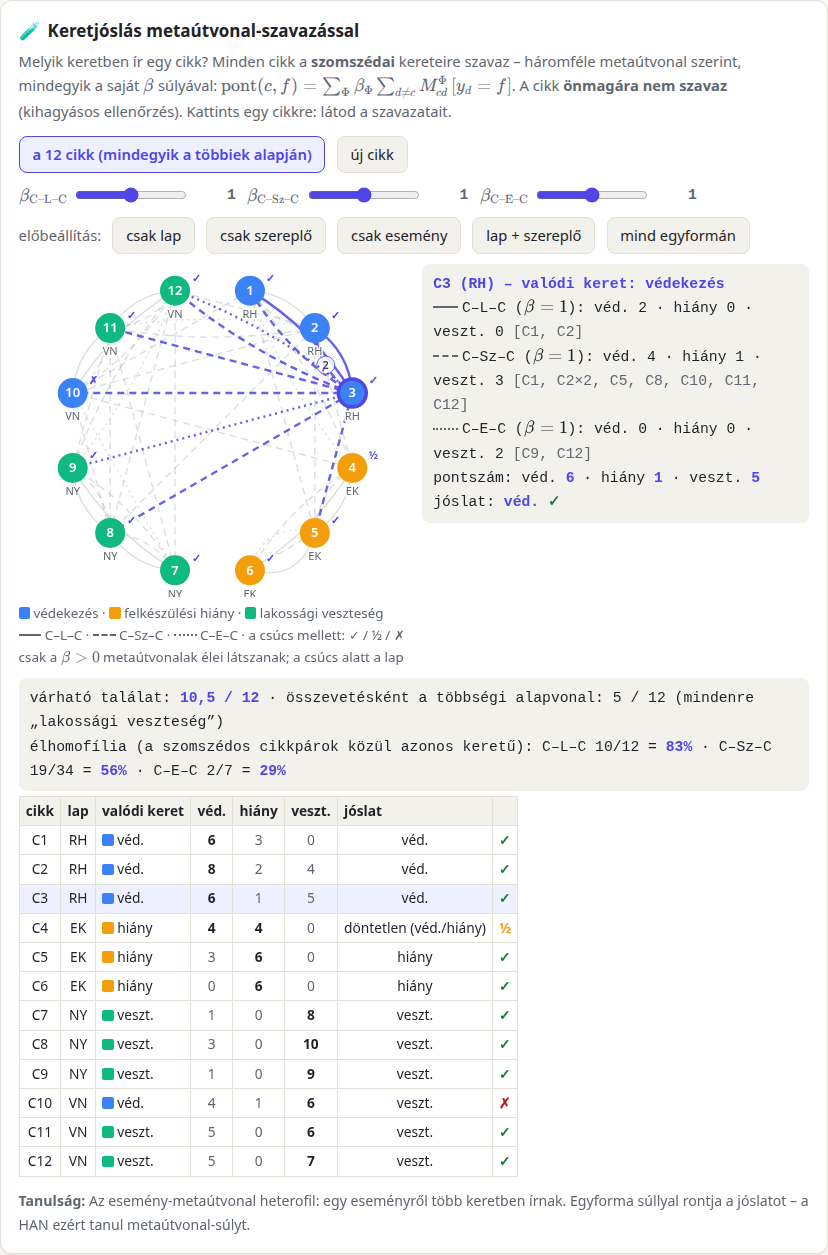 🧪 Keretjóslás metaútvonal-szavazással
Melyik keretben ír egy cikk? Minden cikk a szomszédai kereteire szavaz – háromféle metaútvonal szerint,
mindegyik a saját β súlyával: pont(c, f) = ∑_Φ β_Φ ∑_{d≠c} M^Φ_{cd} [y_d = f]. A cikk önmagára nem szavaz
(kihagyásos ellenőrzés). Kattints egy cikkre: látod a szavazatait.
a 12 cikk (mindegyik a többiek alapján) új cikk
β_{C–L–C} 1 β_{C–Sz–C} 1 β_{C–E–C} 1
előbeállítás: csak lap csak szereplő csak esemény lap + szereplő mind egyformán
12 ✓ VN
1 ✓ RH
11 ✓ VN
2 ✓ RH
2
10 ✗ VN
3 ✓ RH
9 ✓ NY
4 ½ EK
8 ✓ NY
5 ✓ EK
7 ✓ NY
6 ✓ EK
védekezés · felkészülési hiány · lakossági veszteség
C–L–C · C–Sz–C · C–E–C · a csúcs mellett: ✓ / ½ / ✗
csak a β > 0 metaútvonalak élei látszanak; a csúcs alatt a lap
C3 (RH) – valódi keret: védekezés
C–L–C (β = 1): véd. 2 · hiány 0 ·
veszt. 0 [C1, C2]
C–Sz–C (β = 1): véd. 4 · hiány 1 ·
veszt. 3 [C1, C2×2, C5, C8, C10, C11,
C12]
C–E–C (β = 1): véd. 0 · hiány 0 ·
veszt. 2 [C9, C12]
pontszám: véd. 6 · hiány 1 · veszt. 5
jóslat: véd. ✓
várható találat: 10,5 / 12 · összevetésként a többségi alapvonal: 5 / 12 (mindenre
„lakossági veszteség”)
élhomofília (a szomszédos cikkpárok közül azonos keretű): C–L–C 10/12 = 83% · C–Sz–C
19/34 = 56% · C–E–C 2/7 = 29%
cikk lap valódi keret véd. hiány veszt. jóslat
C1 RH véd. 6 3 0 véd. ✓
C2 RH véd. 8 2 4 véd. ✓
C3 RH véd. 6 1 5 véd. ✓
C4 EK hiány 4 4 0 döntetlen (véd./hiány) ½
C5 EK hiány 3 6 0 hiány ✓
C6 EK hiány 0 6 0 hiány ✓
C7 NY veszt. 1 0 8 veszt. ✓
C8 NY veszt. 3 0 10 veszt. ✓
C9 NY veszt. 1 0 9 veszt. ✓
C10 VN véd. 4 1 6 veszt. ✗
C11 VN veszt. 5 0 6 veszt. ✓
C12 VN veszt. 5 0 7 veszt. ✓
Tanulság: Az esemény-metaútvonal heterofil: egy eseményről több keretben írnak. Egyforma súllyal rontja a jóslatot – a
HAN ezért tanul metaútvonal-súlyt.